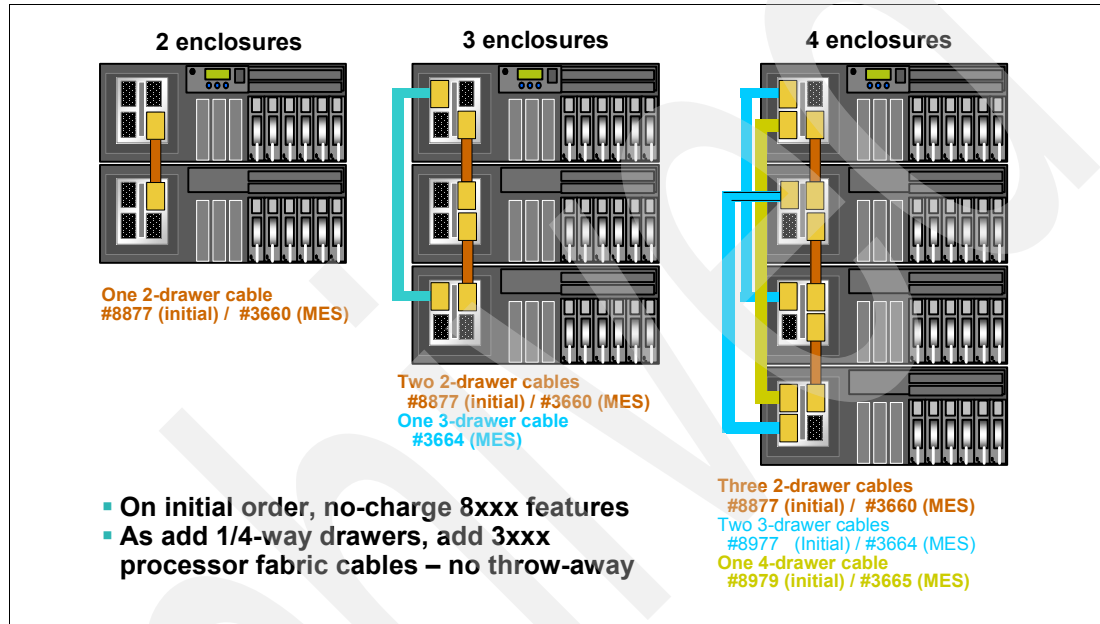 2 enclosures
3 enclosures
4 enclosures
One 2-drawer cable
#8877 (initial) / #3660 (MES)
Two 2-drawer cables
#8877 (initial) / #3660 (MES)
One 3-drawer cable
#3664 (MES)
Three 2-drawer cables
#8877 (initial) / #3660 (MES)
Two 3-drawer cables
#8977 (Initial) / #3664 (MES)
One 4-drawer cable
#8979 (initial) / #3665 (MES)
▪ On initial order, no-charge 8xxx features
▪ As add 1/4-way drawers, add 3xxx
processor fabric cables – no throw-away